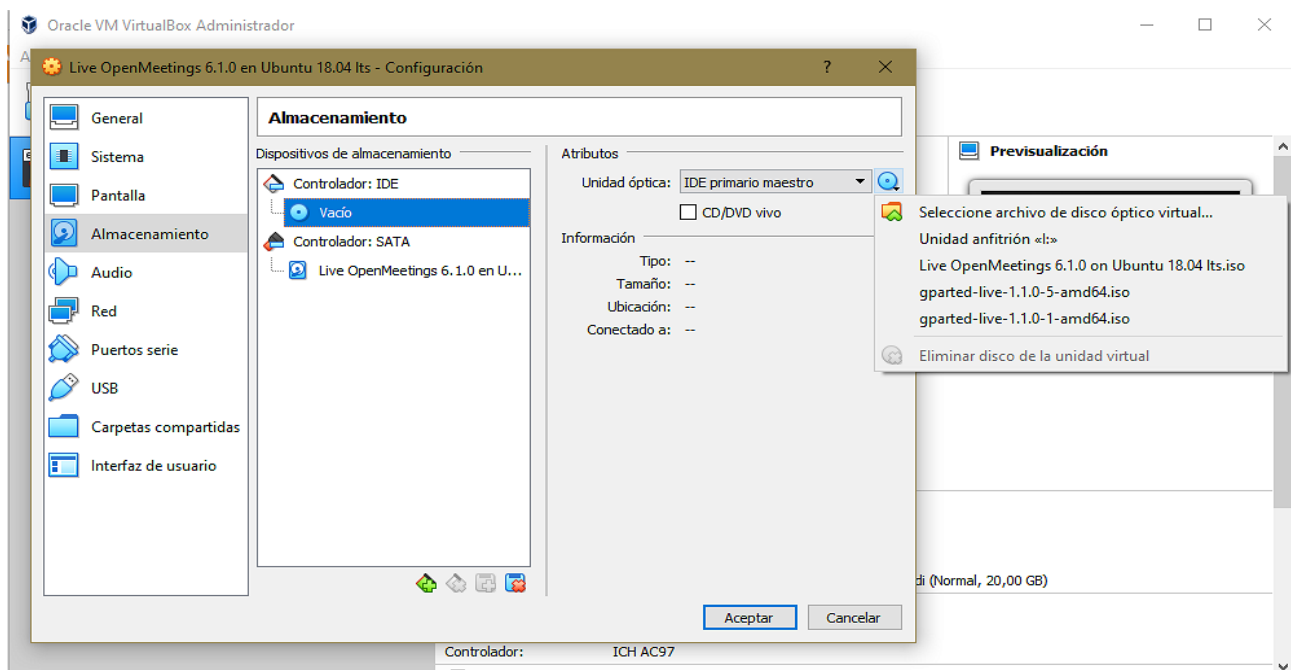 Oracle VM VirtualBox Administrador
Live OpenMeetings 6.1.0 en Ubuntu 18.04 lts - Configuración
?
General
Sistema
Pantalla
Almacenamiento
Audio
Red
Puertos serie
USB
Carpetas compartidas
Interfaz de usuario
Almacenamiento
Dispositivos de almacenamiento
Controlador: IDE
Vacío
Controlador: SATA
Live OpenMeetings 6.1.0 en U...
Atributos
Unidad óptica: IDE primario maestro
CD/DVD vivo
Información
Tipo: --
Tamaño: --
Ubicación: --
Conectado a: --
Previsualización
Seleccione archivo de disco óptico virtual...
Unidad anfitrión «I:»
Live OpenMeetings 6.1.0 on Ubuntu 18.04 lts.iso
gparted-live-1.1.0-5-amd64.iso
gparted-live-1.1.0-1-amd64.iso
Eliminar disco de la unidad virtual
di (Normal, 20,00 GB)
Aceptar
Cancelar
Controlador: ICH AC97